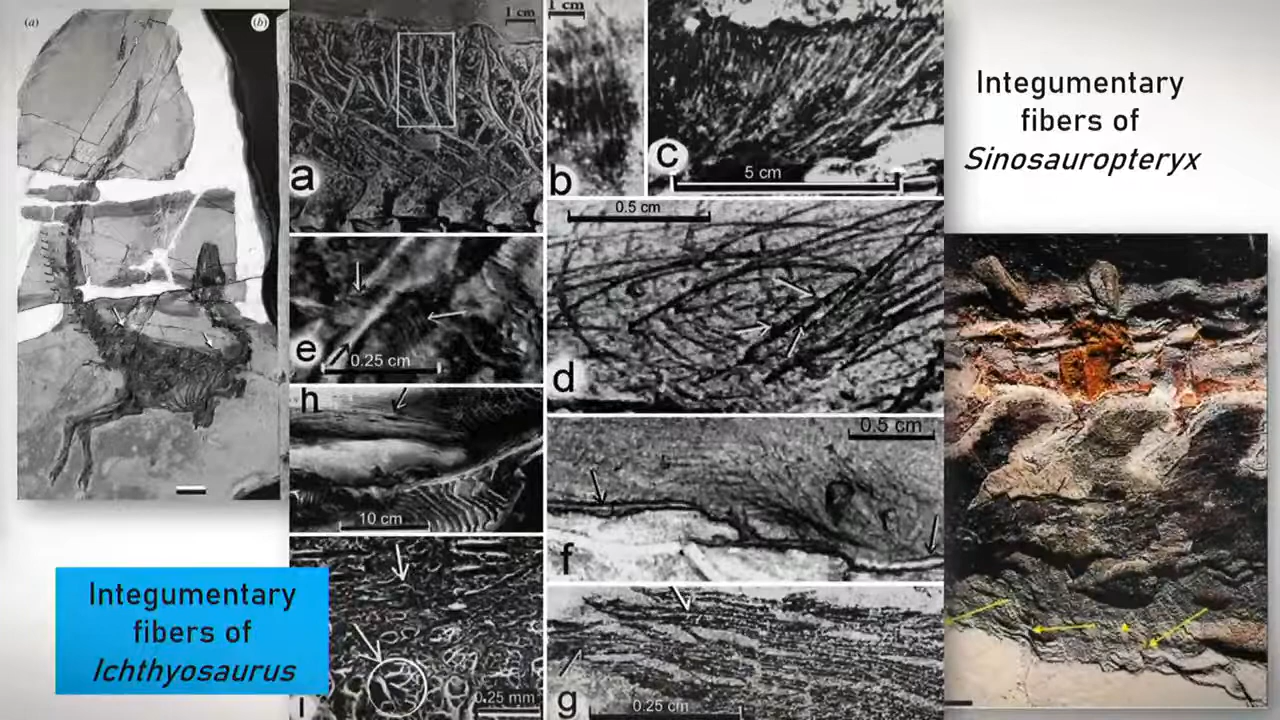 (a)
(b)
1 cm
a
1 cm
b
c
5 cm
Integumentary
fibers of
Sinosauropteryx
0.5 cm
d
e
0.25 cm
h
10 cm
0.5 cm
f
Integumentary
fibers of
Ichthyosaurus
i
0.25 mm
g
0.25 cm